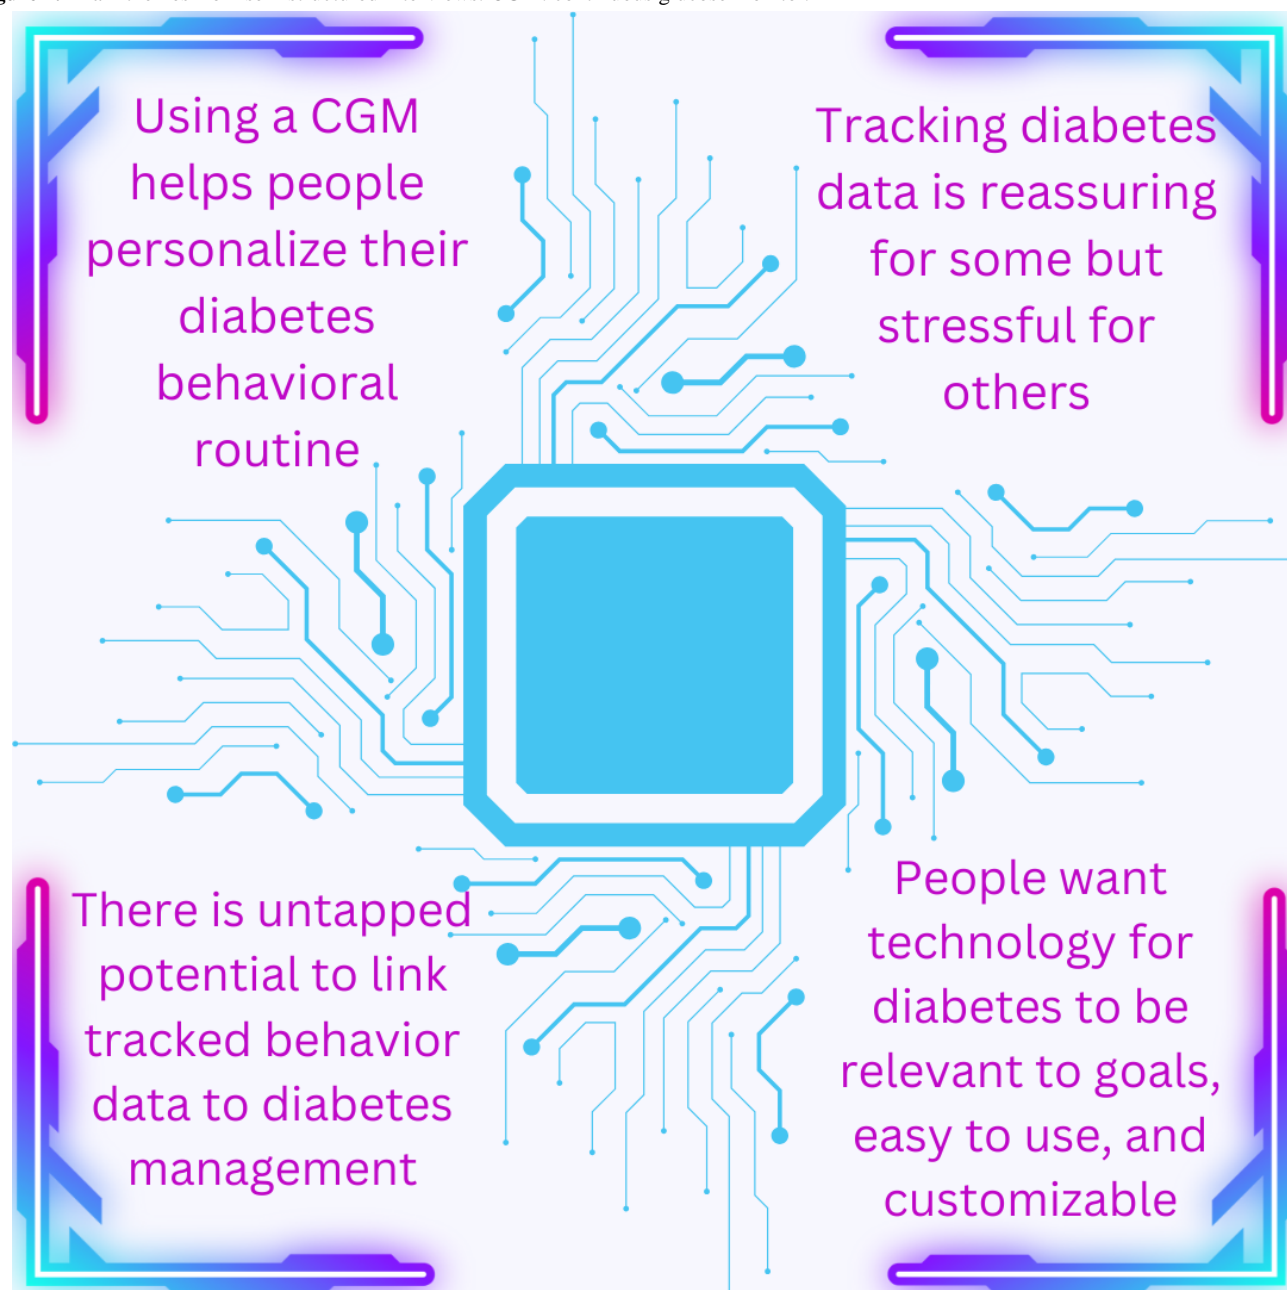 Using a CGM
helps people
personalize their
diabetes
behavioral
routine
Tracking diabetes
data is reassuring
for some but
stressful for
others
There is untapped
potential to link
tracked behavior
data to diabetes
management
People want
technology for
diabetes to be
relevant to goals,
easy to use, and
customizable